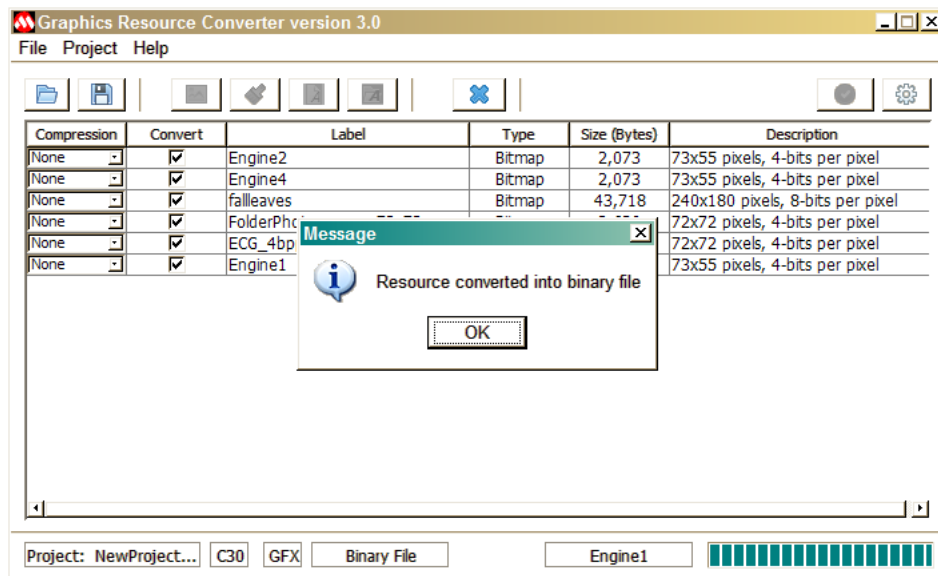 Graphics Resource Converter version 3.0
File Project Help
Compression Convert Label Type Size (Bytes) Description
None Engine2 Bitmap 2,073 73x55 pixels, 4-bits per pixel
None Engine4 Bitmap 2,073 73x55 pixels, 4-bits per pixel
None fallleaves Bitmap 43,718 240x180 pixels, 8-bits per pixel
None 72x72 pixels, 4-bits per pixel
None ECG_4bp 72x72 pixels, 4-bits per pixel
None Engine1 73x55 pixels, 4-bits per pixel
Message
Resource converted into binary file
OK
Project: NewProject... C30 GFX Binary File Engine1